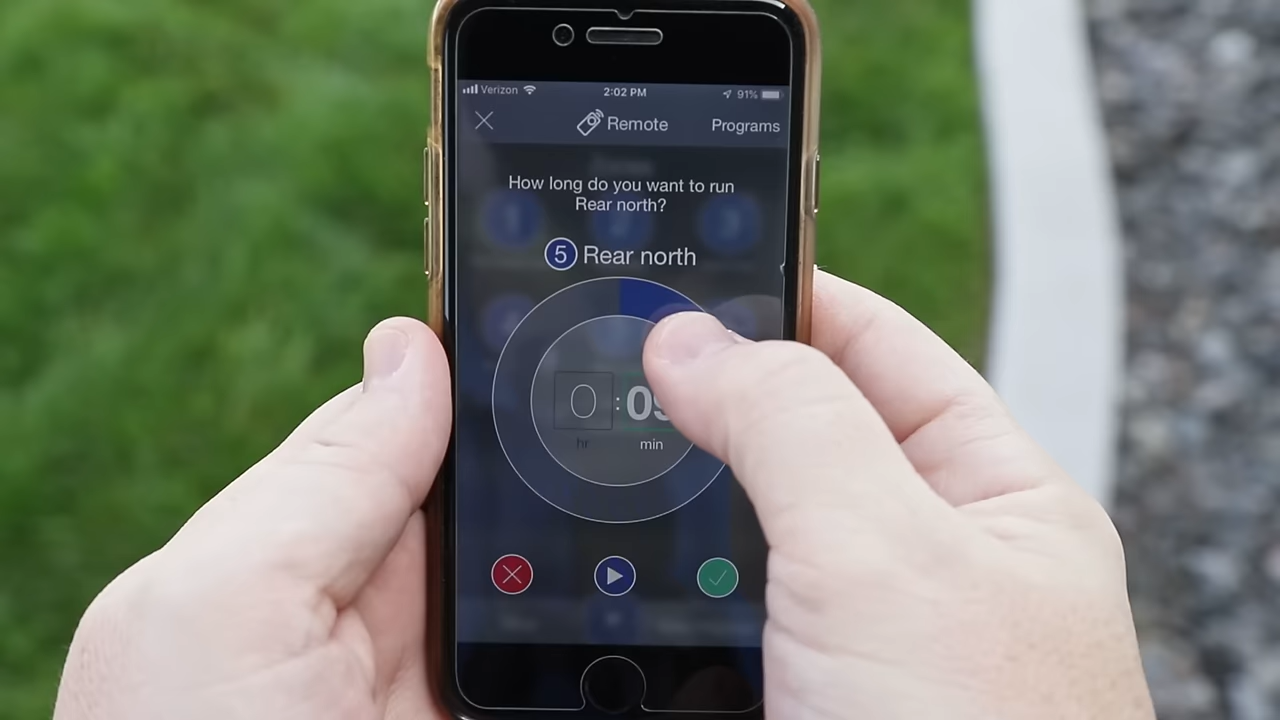 Verizon 2:02 PM 91%
Remote Programs
How long do you want to run
Rear north?
5 Rear north
0 : 09
hr min